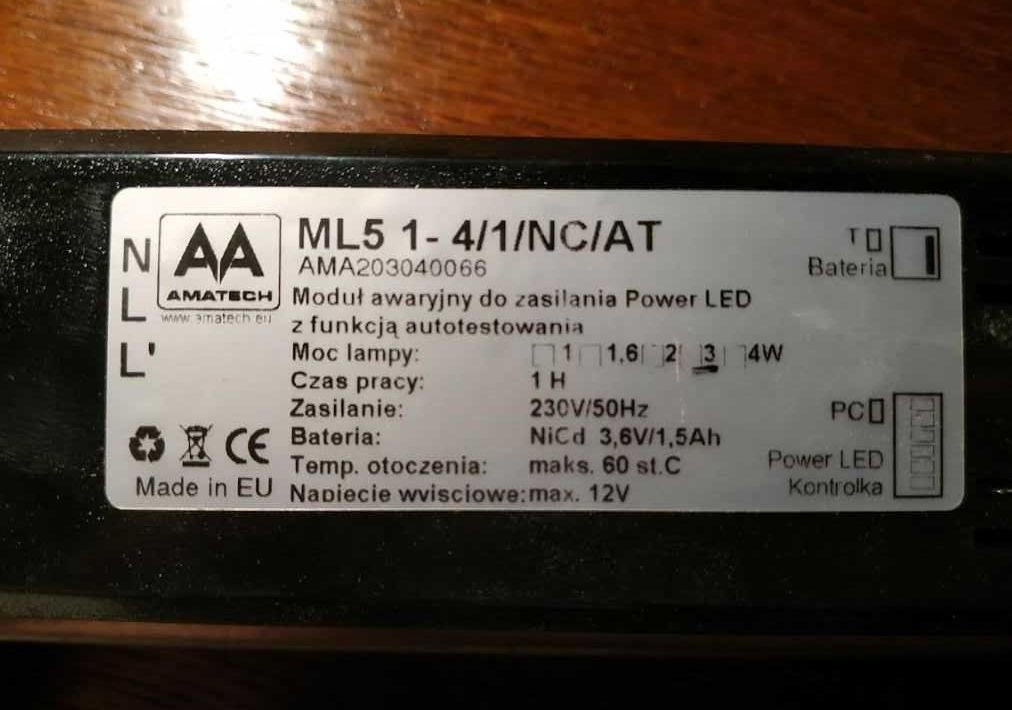 N
L
L'
AA
AMATECH
www.amatech.eu
ML5 1- 4/1/NC/AT
AMA203040066
Moduł awaryjny do zasilania Power LED
z funkcją autotestowania
Moc lampy: 1 1,6 2 3 4W
Czas pracy: 1 H
Zasilanie: 230V/50Hz
Bateria: NiCd 3,6V/1,5Ah
Temp. otoczenia: maks. 60 st.C
Napięcie wyjściowe: max. 12V
CE
Made in EU
T
Bateria
PC
Power LED
Kontrolka